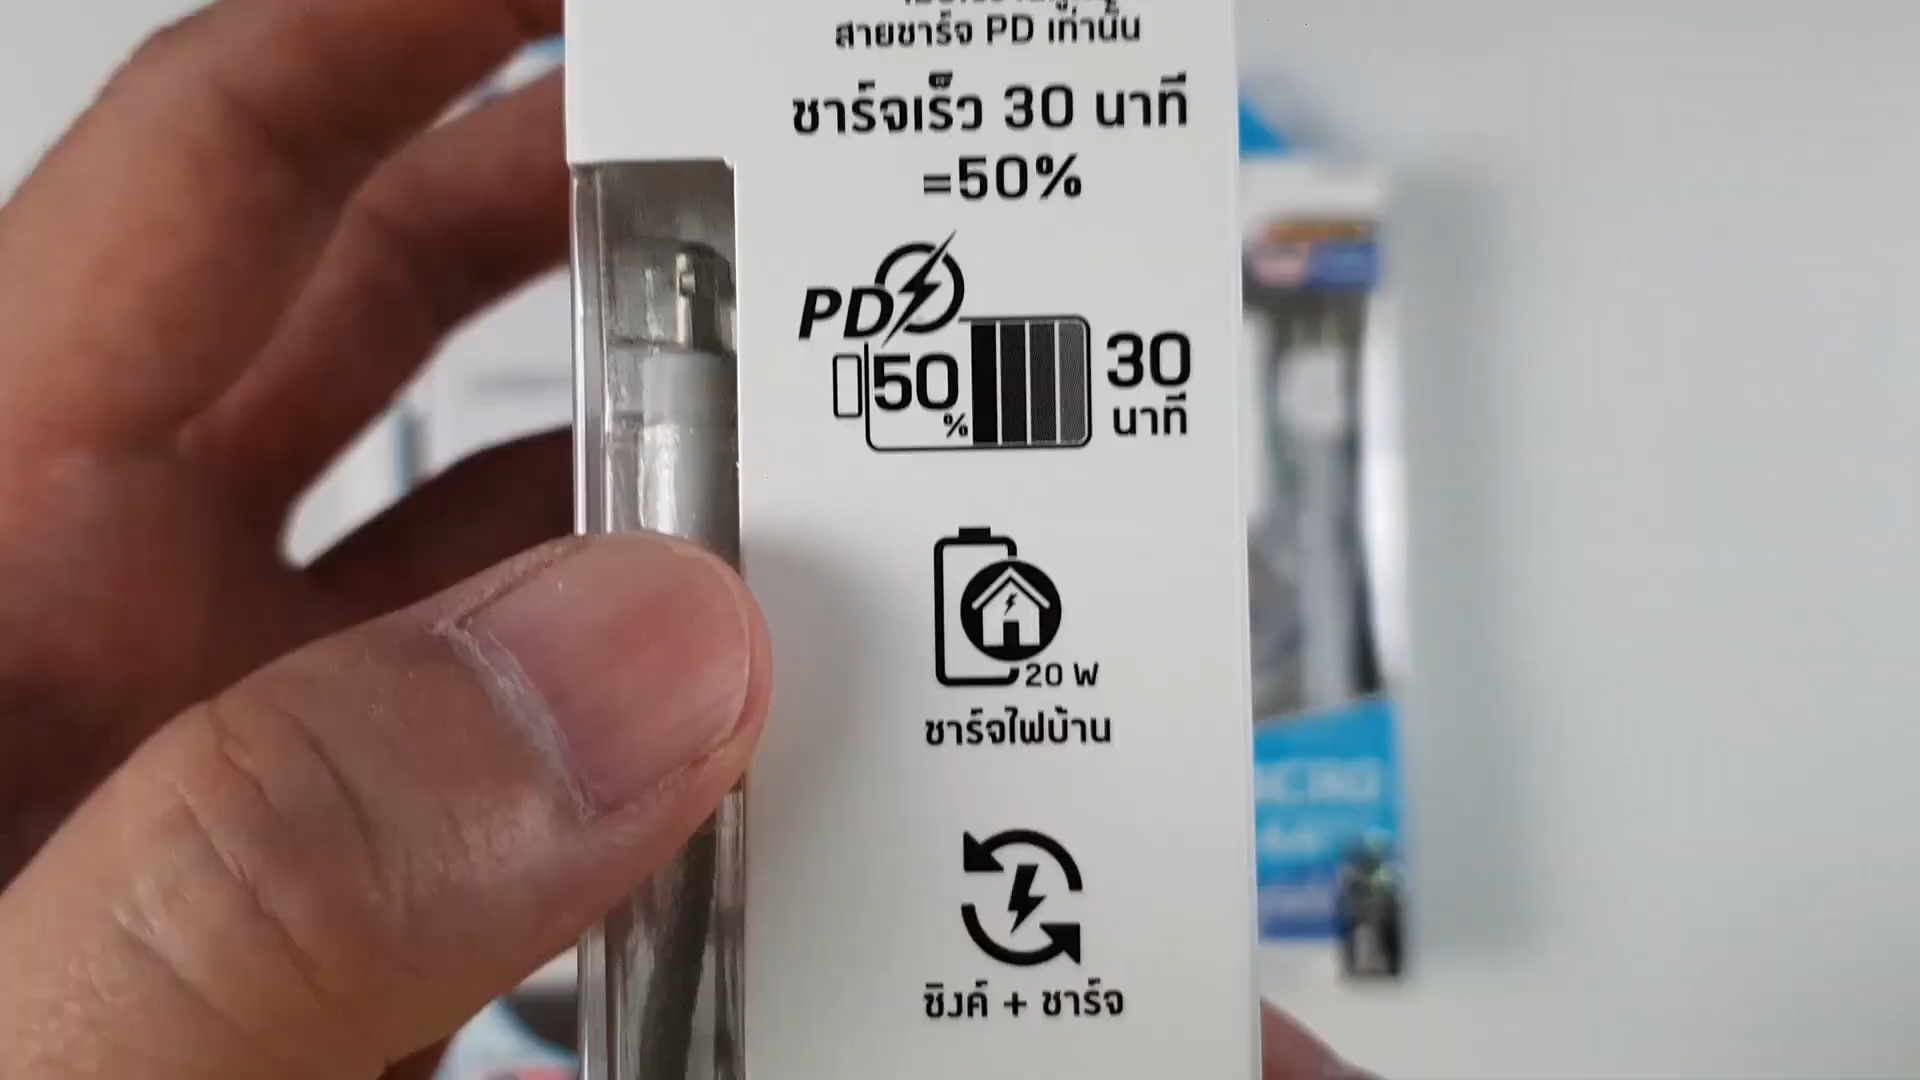 สายชาร์จ PD เท่านั้น
ชาร์จเร็ว 30 นาที
=50%
PD
50%
30
นาที
20 W
ชาร์จไฟบ้าน
ซิงค์ + ชาร์จ